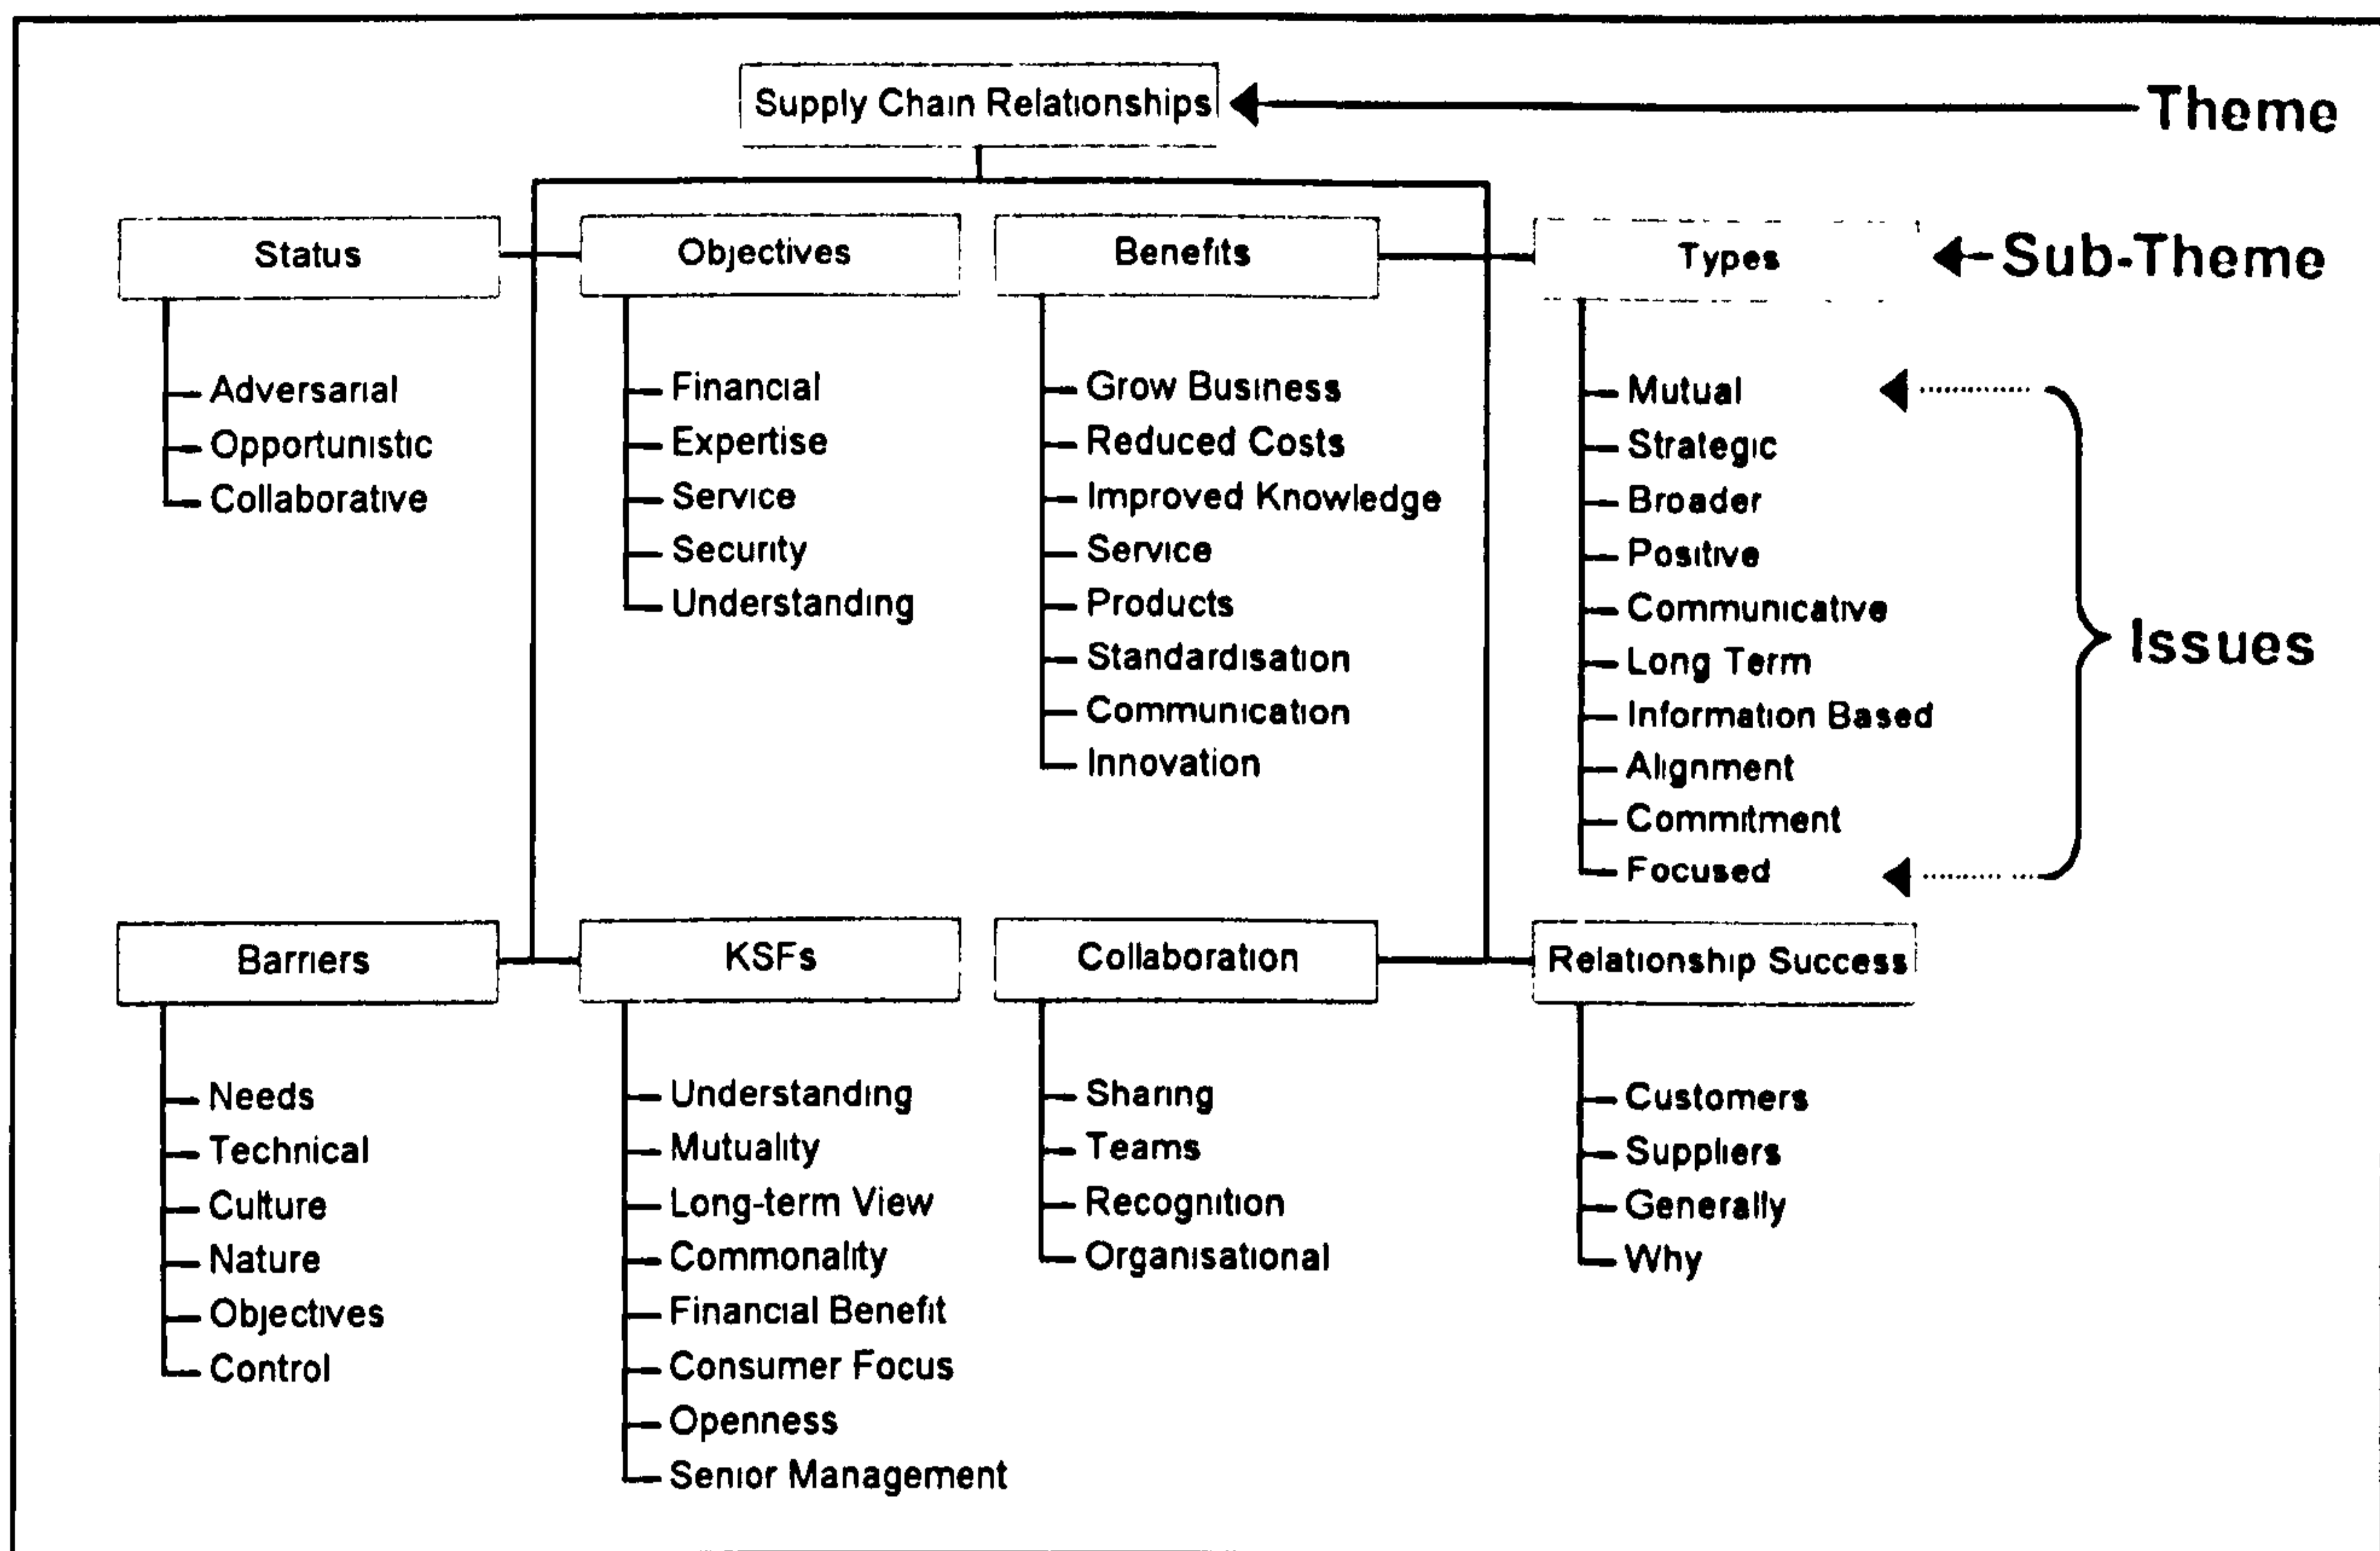 Supply Chain Relationships
Theme
Status
Objectives
Benefits
Types
Sub-Theme
Adversarial
Opportunistic
Collaborative
Financial
Expertise
Service
Security
Understanding
Grow Business
Reduced Costs
Improved Knowledge
Service
Products
Standardisation
Communication
Innovation
Mutual
Strategic
Broader
Positive
Communicative
Long Term
Information Based
Alignment
Commitment
Focused
Issues
Barriers
KSFs
Collaboration
Relationship Success
Needs
Technical
Culture
Nature
Objectives
Control
Understanding
Mutuality
Long-term View
Commonality
Financial Benefit
Consumer Focus
Openness
Senior Management
Sharing
Teams
Recognition
Organisational
Customers
Suppliers
Generally
Why